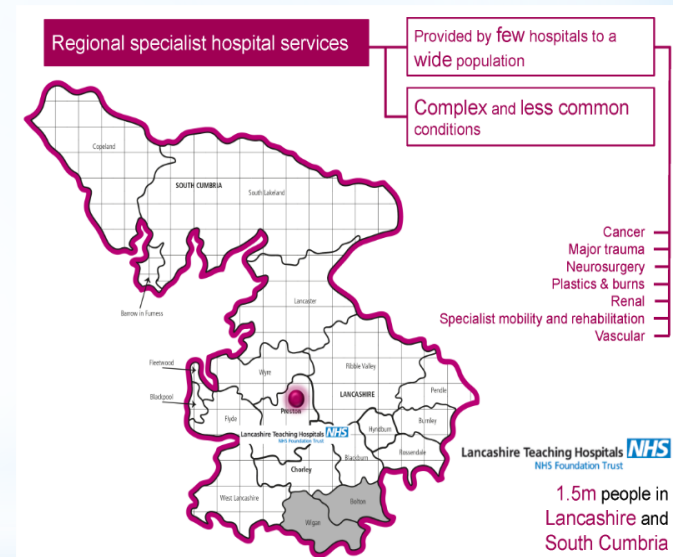 Regional specialist hospital services
Provided by few hospitals to a
wide population
Complex and less common
conditions
Copeland
SOUTH CUMBRIA
South Lakeland
Cancer
Major trauma
Neurosurgery
Plastics & burns
Renal
Specialist mobility and rehabilitation
Vascular
Barrow in Furness
Lancaster
Fleetwood
Wyre
Ribble Valley
Blackpool
LANCASHIRE
Pendle
Preston
Fylde
Burnley
Hyndburn
Lancashire Teaching Hospitals NHS
NHS Foundation Trust
Blackburn
Rossendale
Chorley
West Lancashire
Bolton
Wigan
Lancashire Teaching Hospitals NHS
NHS Foundation Trust
1.5m people in
Lancashire and
South Cumbria